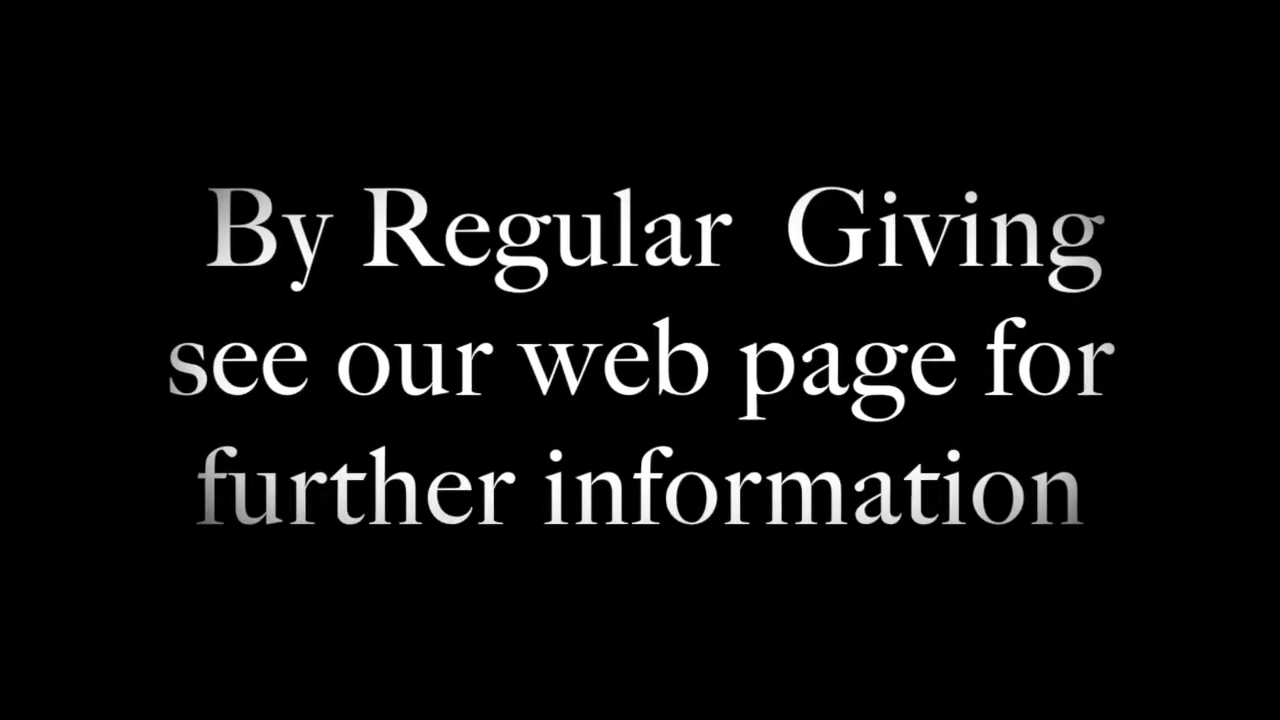 By Regular  Giving
see our web page for
further information